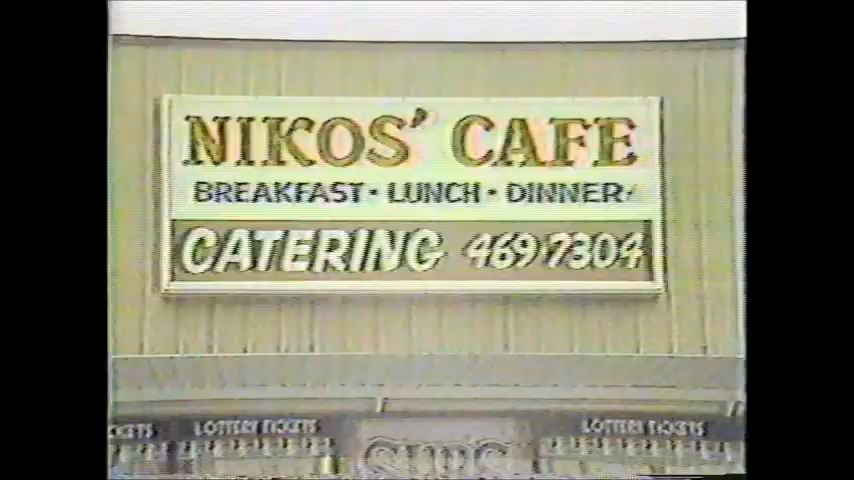 NIKOS' CAFE
BREAKFAST • LUNCH • DINNER
CATERING 469 7304
LOTTERY TICKETS
LOTTERY TICKETS